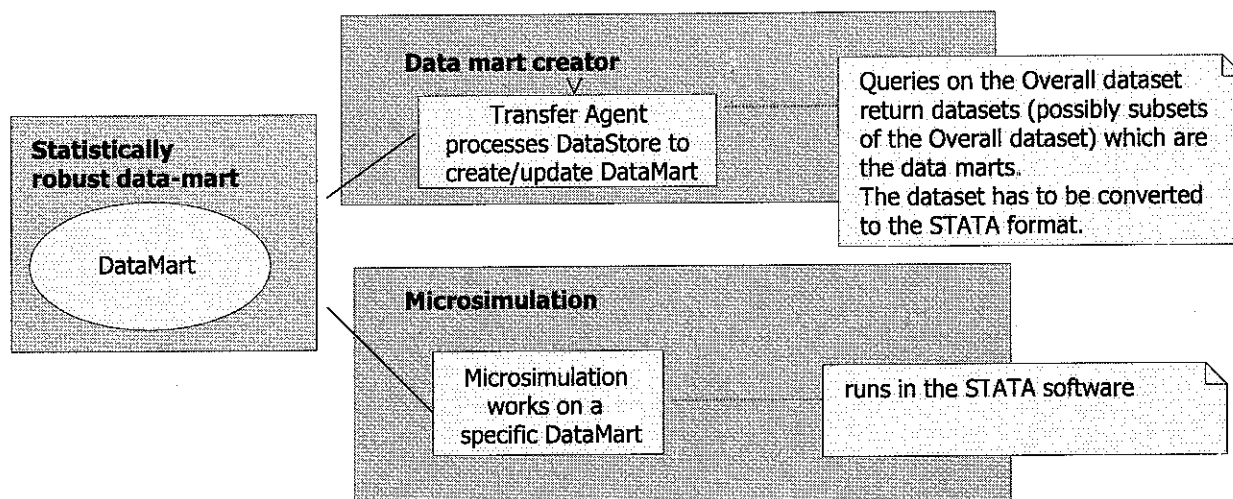 Statistically
robust data-mart
DataMart
Data mart creator
Transfer Agent
processes DataStore to
create/update DataMart
Queries on the Overall dataset
return datasets (possibly subsets
of the Overall dataset) which are
the data marts.
The dataset has to be converted
to the STATA format.
Microsimulation
Microsimulation
works on a
specific DataMart
runs in the STATA software